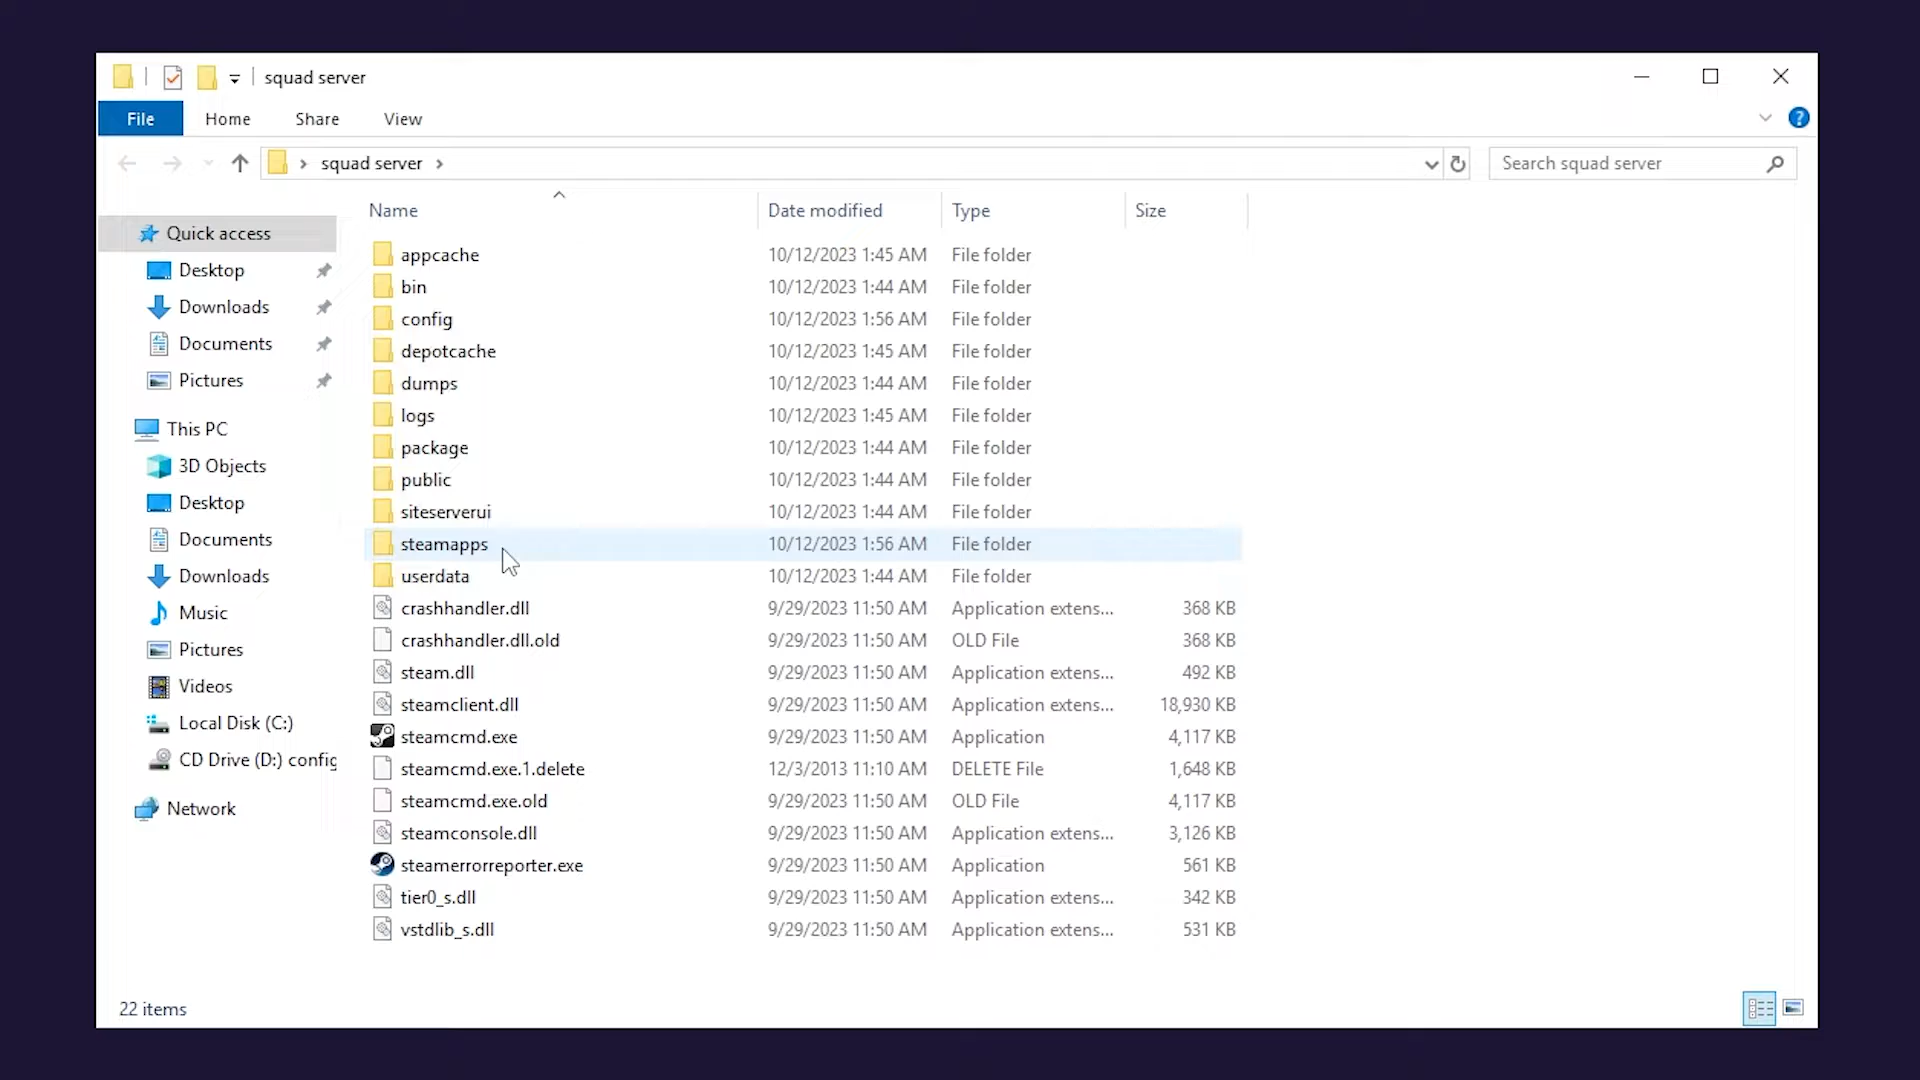 squad server
File Home Share View
squad server
Search squad server
Name Date modified Type Size
Quick access
Desktop
Downloads
Documents
Pictures
This PC
3D Objects
Desktop
Documents
Downloads
Music
Pictures
Videos
Local Disk (C:)
CD Drive (D:) config
Network
appcache 10/12/2023 1:45 AM File folder
bin 10/12/2023 1:44 AM File folder
config 10/12/2023 1:56 AM File folder
depotcache 10/12/2023 1:45 AM File folder
dumps 10/12/2023 1:44 AM File folder
logs 10/12/2023 1:45 AM File folder
package 10/12/2023 1:44 AM File folder
public 10/12/2023 1:44 AM File folder
siteserverui 10/12/2023 1:44 AM File folder
steamapps 10/12/2023 1:56 AM File folder
userdata 10/12/2023 1:44 AM File folder
crashhandler.dll 9/29/2023 11:50 AM Application extens... 368 KB
crashhandler.dll.old 9/29/2023 11:50 AM OLD File 368 KB
steam.dll 9/29/2023 11:50 AM Application extens... 492 KB
steamclient.dll 9/29/2023 11:50 AM Application extens... 18,930 KB
steamcmd.exe 9/29/2023 11:50 AM Application 4,117 KB
steamcmd.exe.1.delete 12/3/2013 11:10 AM DELETE File 1,648 KB
steamcmd.exe.old 9/29/2023 11:50 AM OLD File 4,117 KB
steamconsole.dll 9/29/2023 11:50 AM Application extens... 3,126 KB
steamerrorreporter.exe 9/29/2023 11:50 AM Application 561 KB
tier0_s.dll 9/29/2023 11:50 AM Application extens... 342 KB
vstdlib_s.dll 9/29/2023 11:50 AM Application extens... 531 KB
22 items